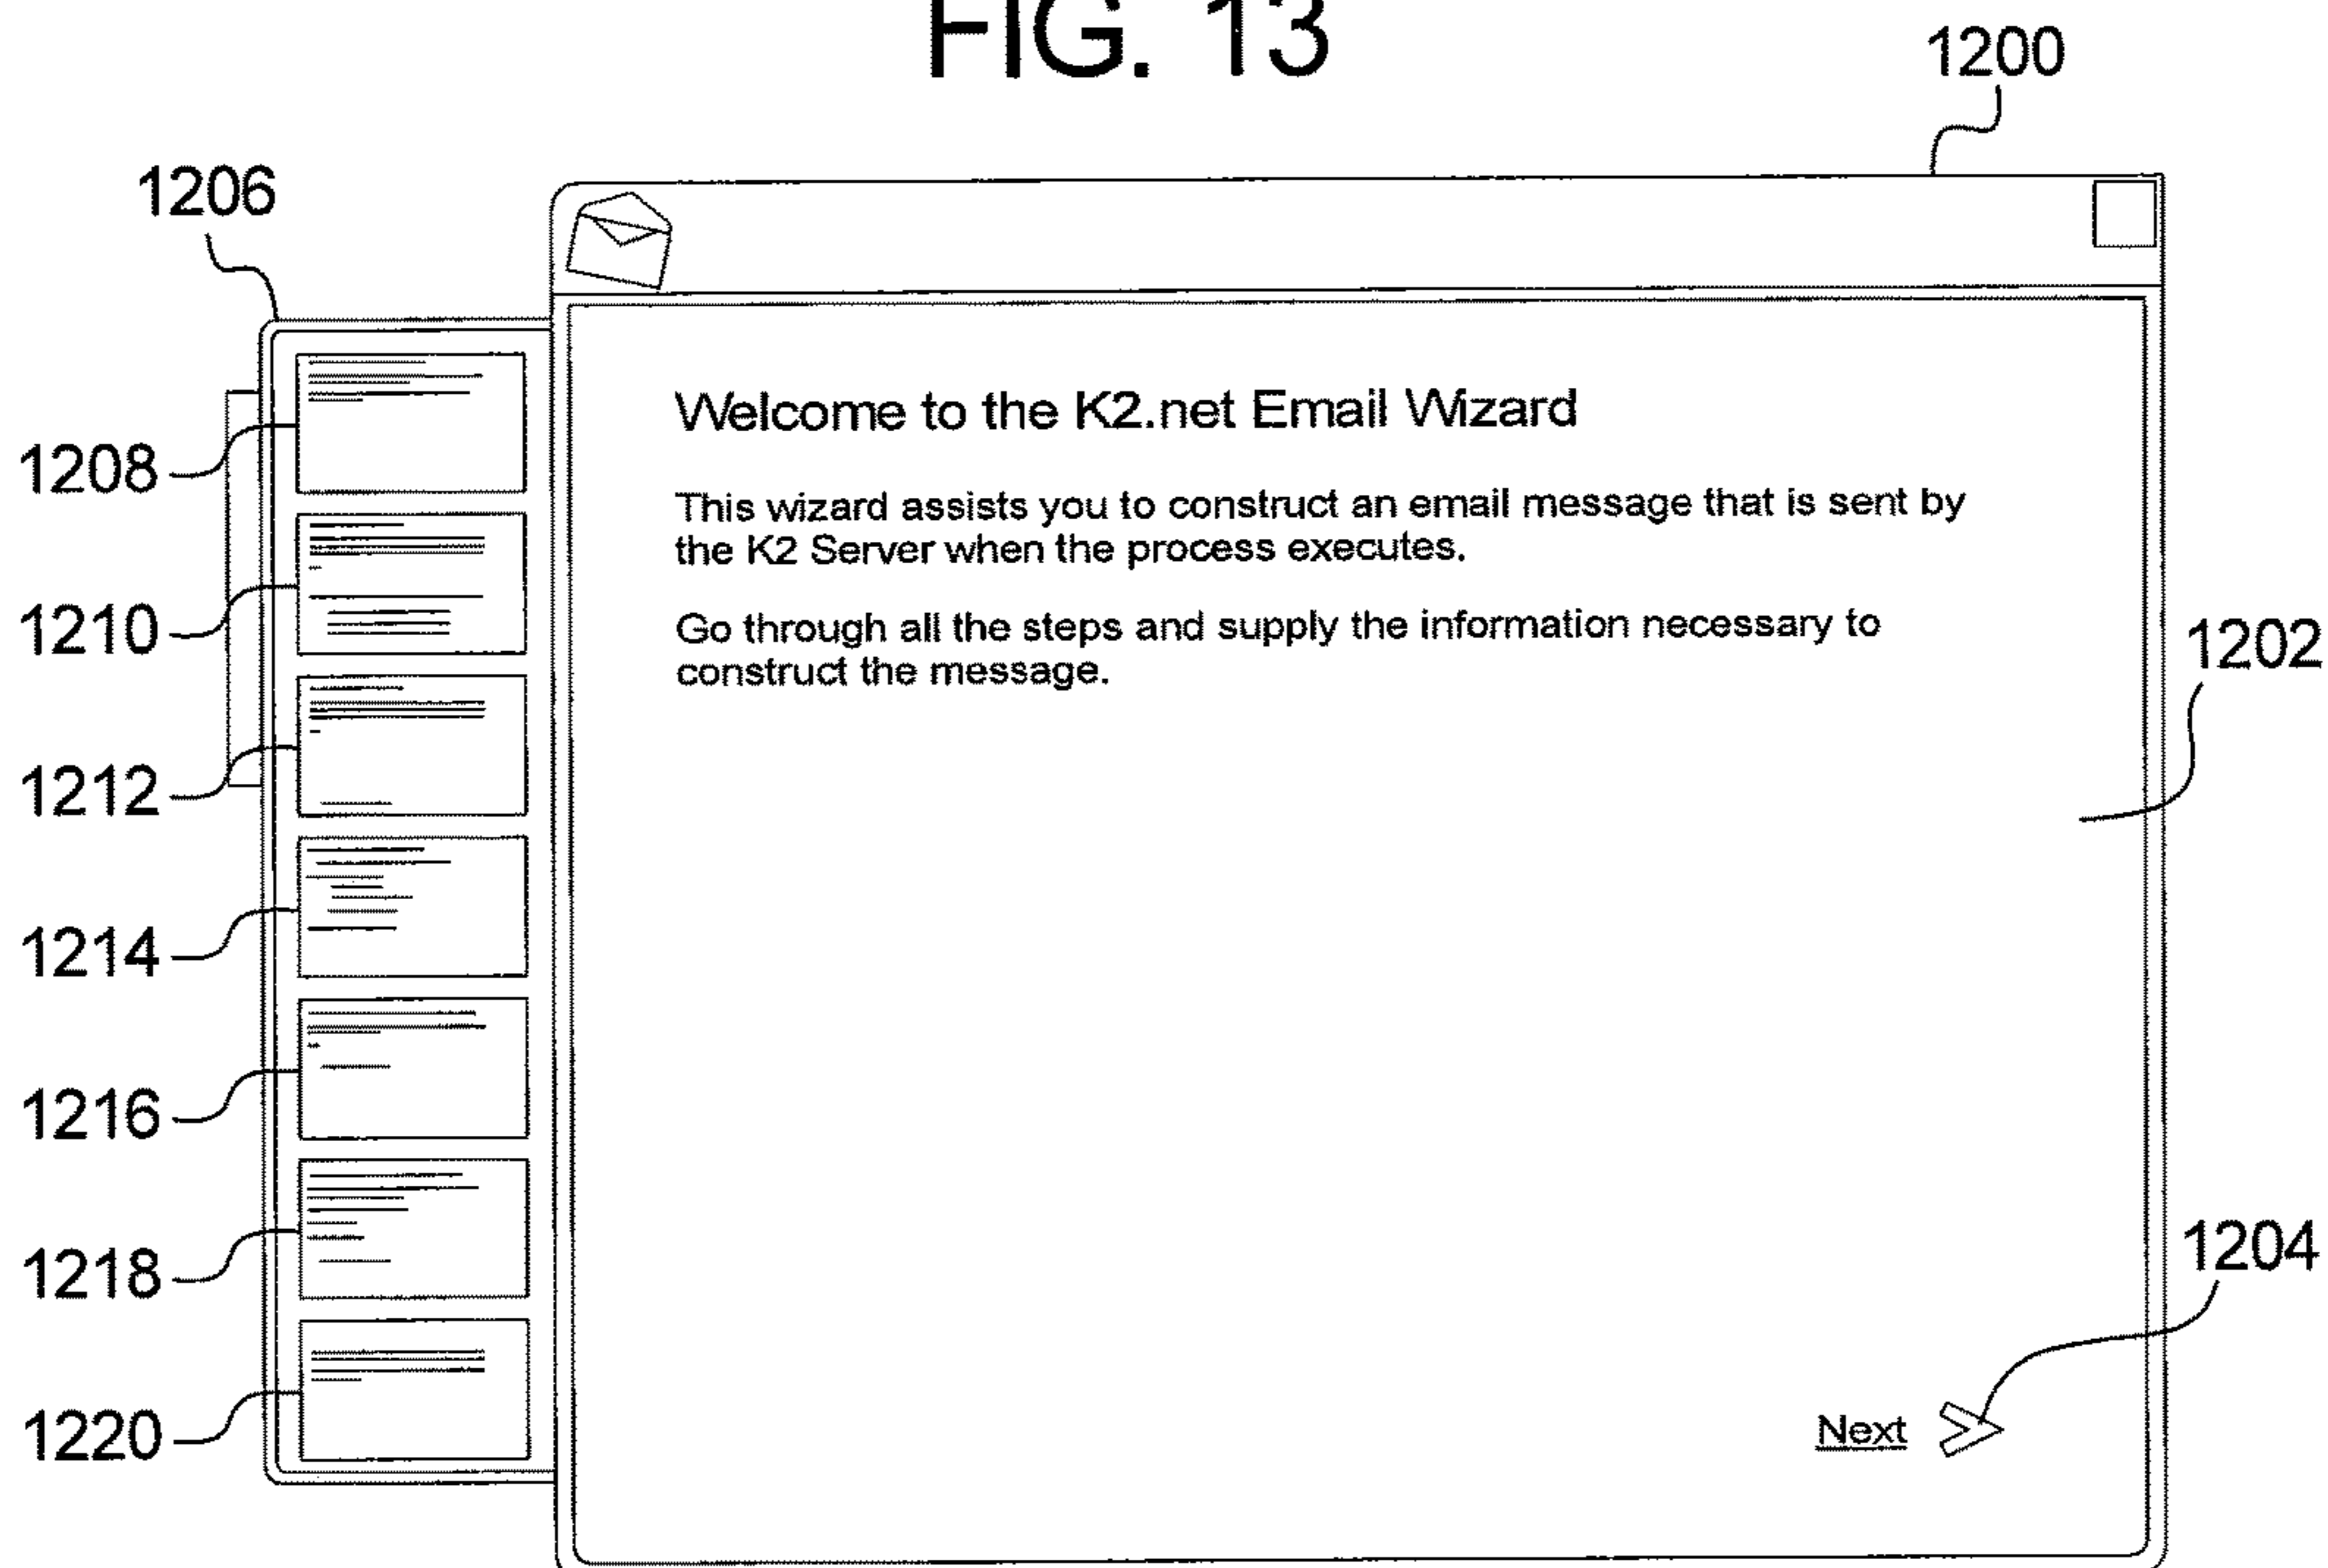 FIG. 13
1200
1206
Welcome to the K2.net Email Wizard
1208
This wizard assists you to construct an email message that is sent by
the K2 Server when the process executes.
1210
Go through all the steps and supply the information necessary to
construct the message.
1202
1212
1214
1216
1218
1204
1220
Next